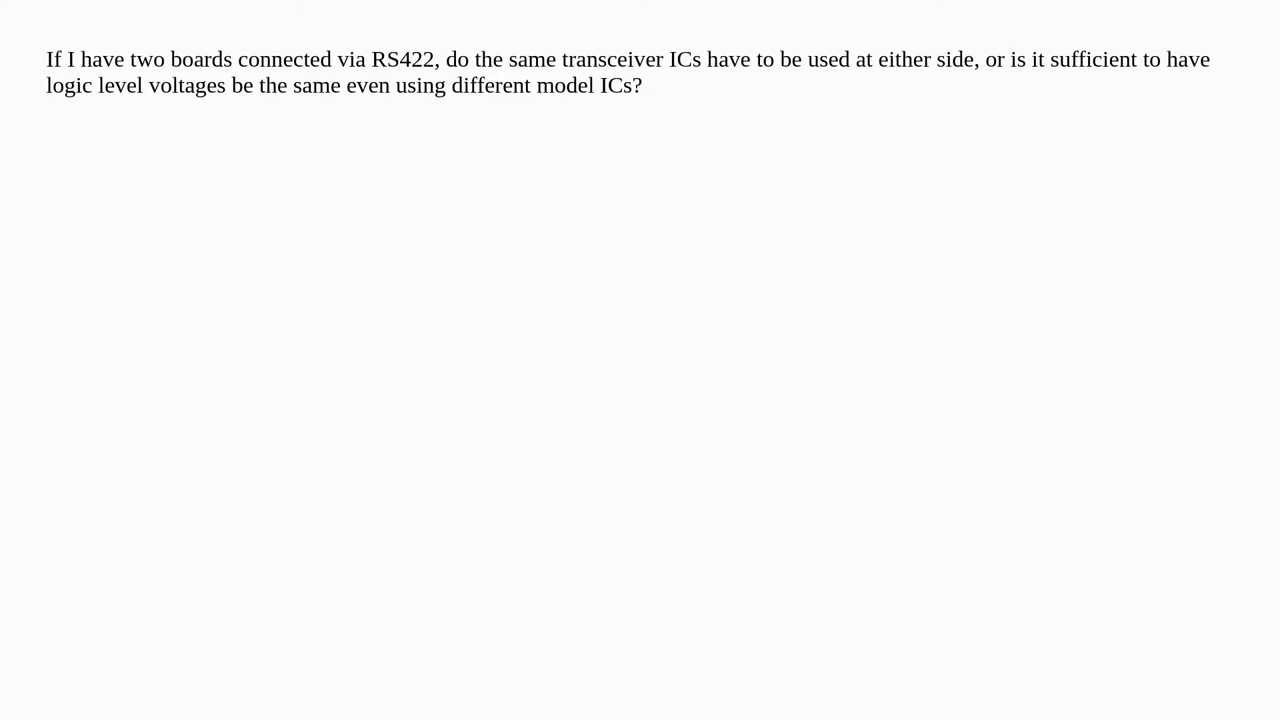 If I have two boards connected via RS422, do the same transceiver ICs have to be used at either side, or is it sufficient to have
logic level voltages be the same even using different model ICs?